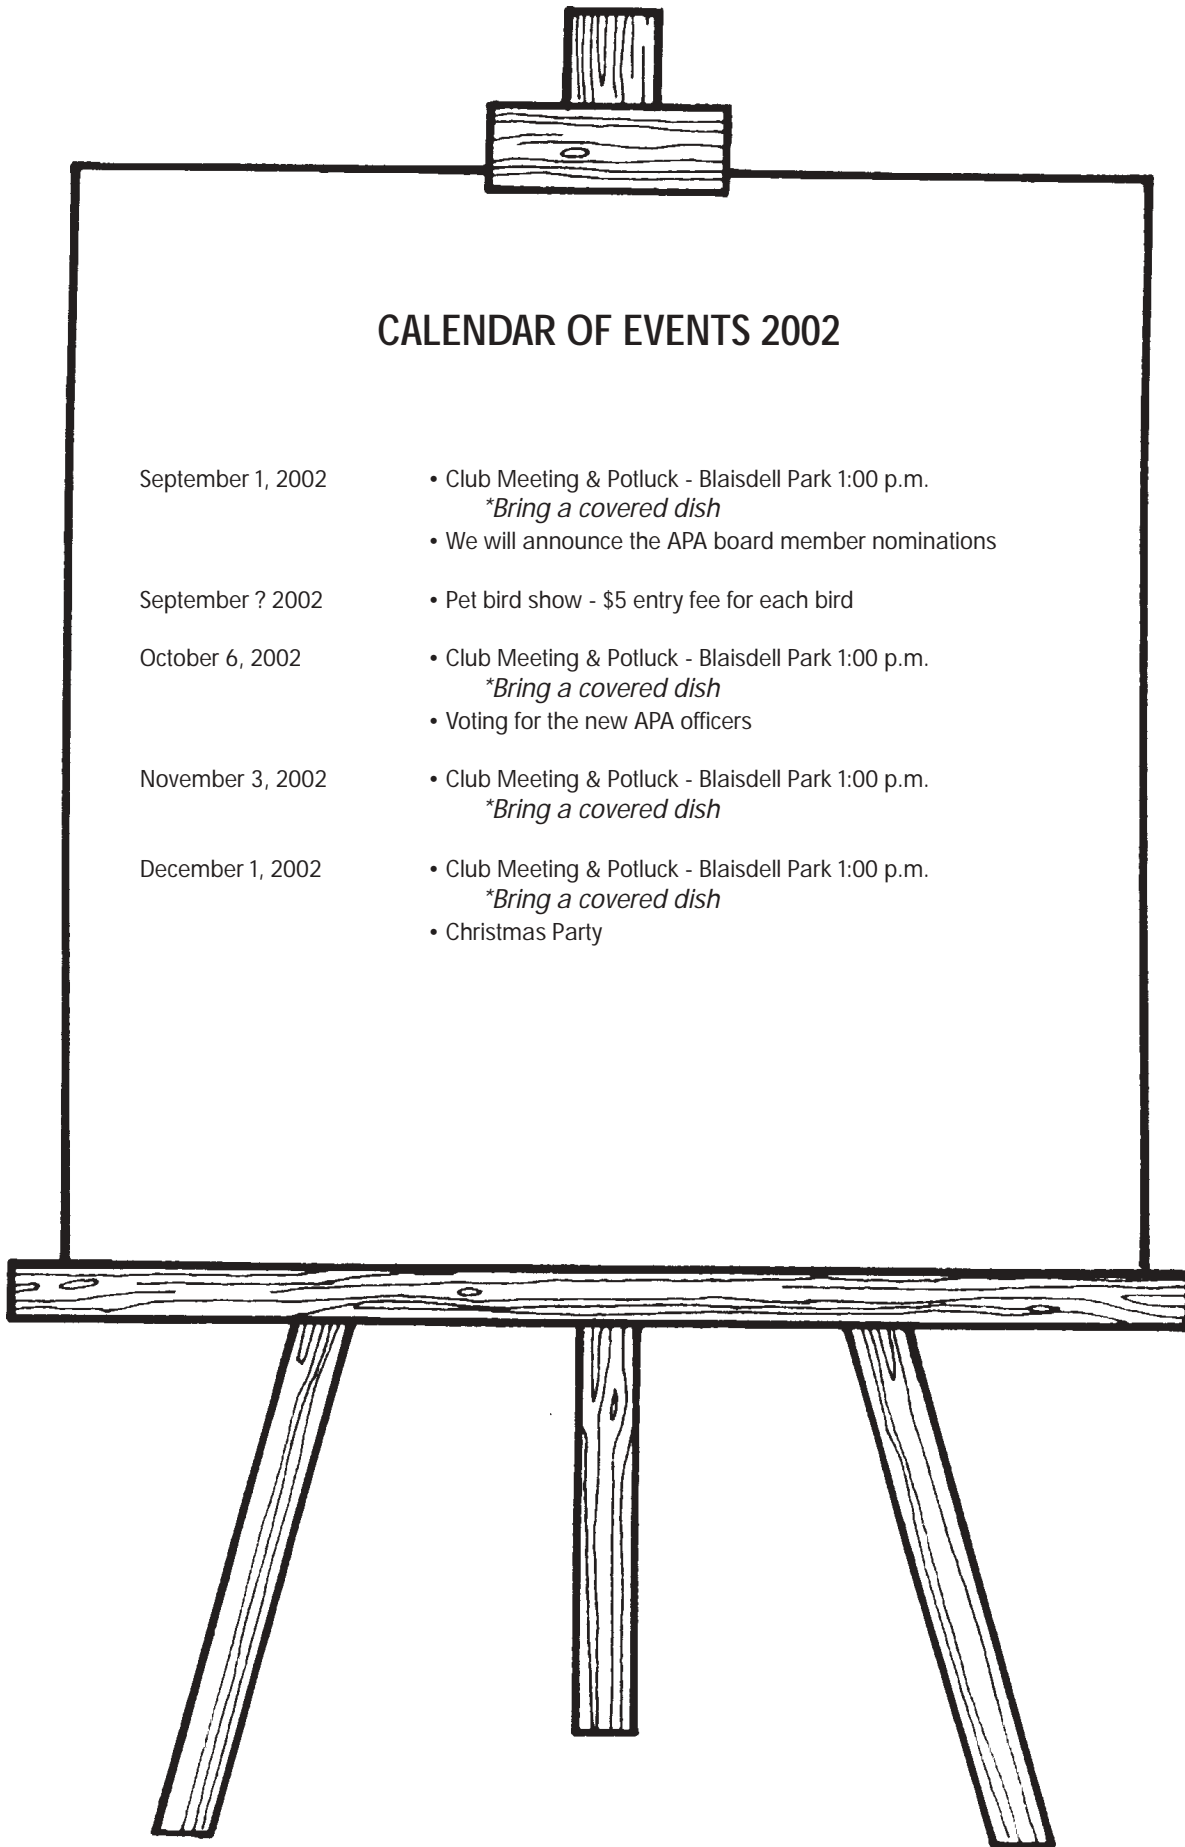 CALENDAR OF EVENTS 2002
September 1, 2002 • Club Meeting & Potluck - Blaisdell Park 1:00 p.m.
*Bring a covered dish
• We will announce the APA board member nominations
September ? 2002 • Pet bird show - $5 entry fee for each bird
October 6, 2002 • Club Meeting & Potluck - Blaisdell Park 1:00 p.m.
*Bring a covered dish
• Voting for the new APA officers
November 3, 2002 • Club Meeting & Potluck - Blaisdell Park 1:00 p.m.
*Bring a covered dish
December 1, 2002 • Club Meeting & Potluck - Blaisdell Park 1:00 p.m.
*Bring a covered dish
• Christmas Party